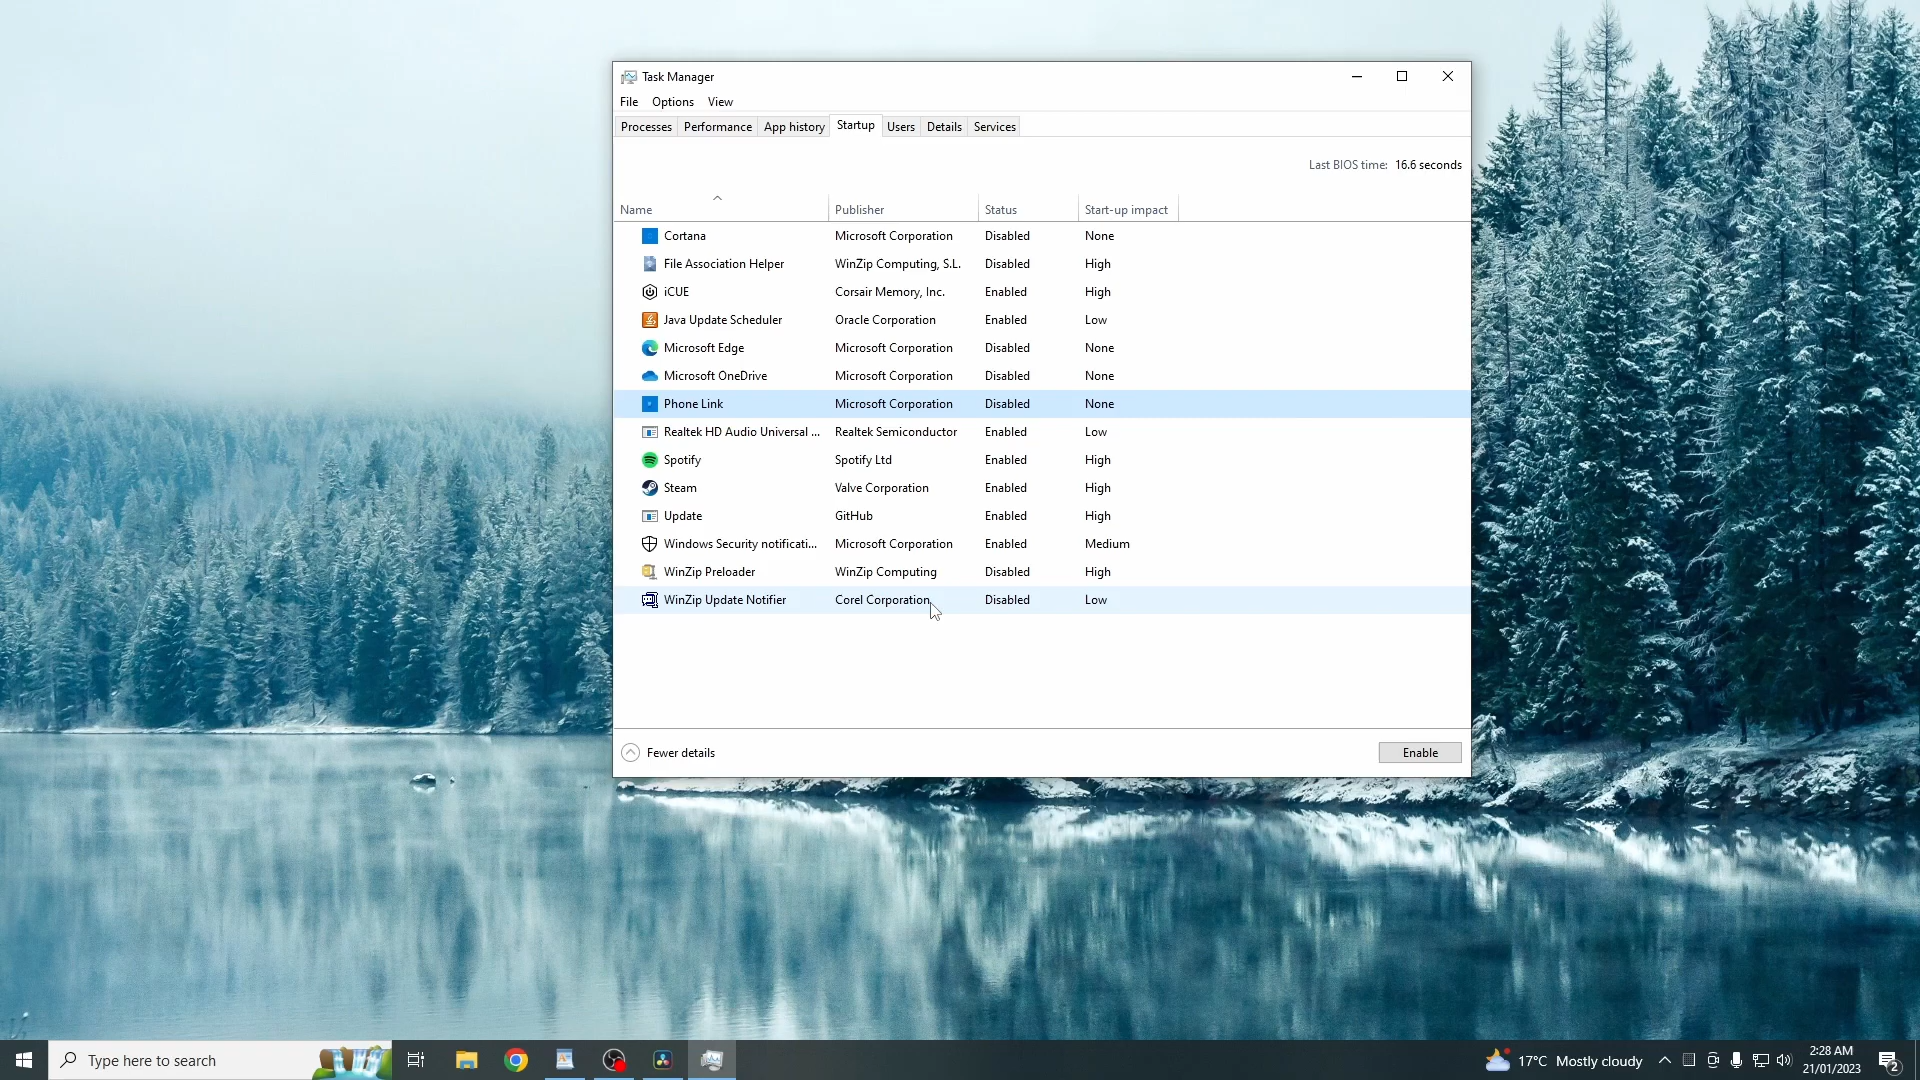 Task Manager
File Options View
Processes Performance App history Startup Users Details Services
Last BIOS time: 16.6 seconds
Name Publisher Status Start-up impact
Cortana Microsoft Corporation Disabled None
File Association Helper WinZip Computing, S.L. Disabled High
iCUE Corsair Memory, Inc. Enabled High
Java Update Scheduler Oracle Corporation Enabled Low
Microsoft Edge Microsoft Corporation Disabled None
Microsoft OneDrive Microsoft Corporation Disabled None
Phone Link Microsoft Corporation Disabled None
Realtek HD Audio Universal ... Realtek Semiconductor Enabled Low
Spotify Spotify Ltd Enabled High
Steam Valve Corporation Enabled High
Update GitHub Enabled High
Windows Security notificati... Microsoft Corporation Enabled Medium
WinZip Preloader WinZip Computing Disabled High
WinZip Update Notifier Corel Corporation Disabled Low
Fewer details Enable
Type here to search 17°C Mostly cloudy 2:28 AM
21/01/2023 2